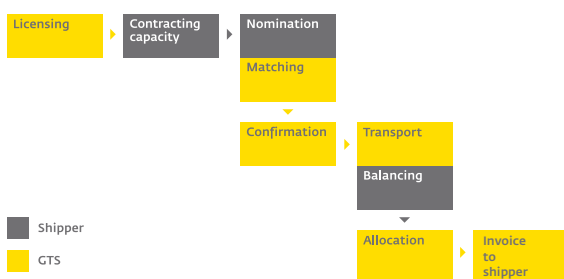 Licensing
Contracting
capacity
Nomination
Matching
Confirmation
Transport
Balancing
Allocation
Invoice
to
shipper
Shipper
GTS